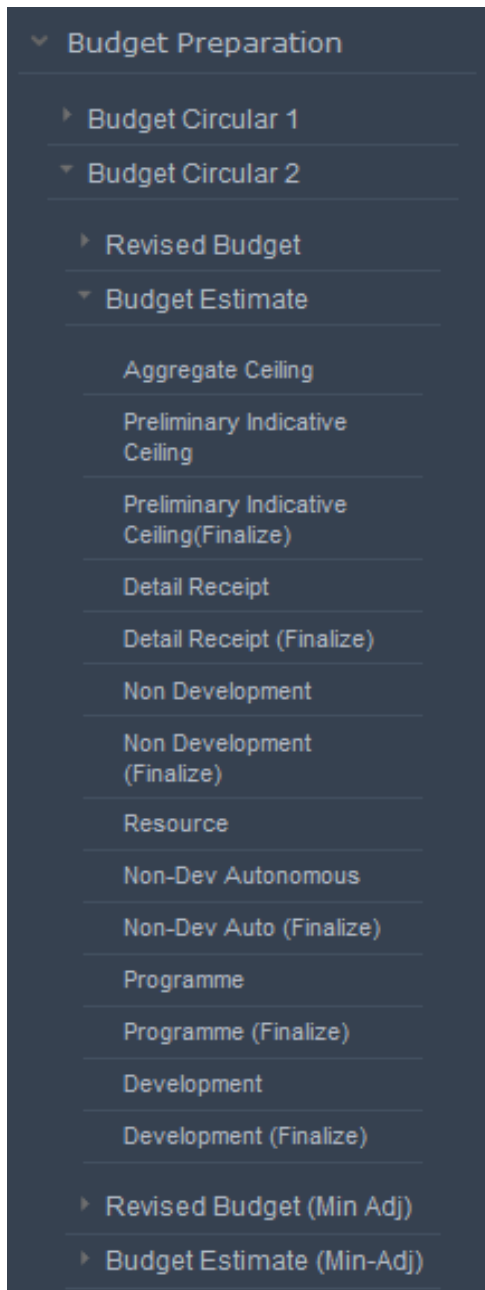 Budget Preparation
Budget Circular 1
Budget Circular 2
Revised Budget
Budget Estimate
Aggregate Ceiling
Preliminary Indicative
Ceiling
Preliminary Indicative
Ceiling(Finalize)
Detail Receipt
Detail Receipt (Finalize)
Non Development
Non Development
(Finalize)
Resource
Non-Dev Autonomous
Non-Dev Auto (Finalize)
Programme
Programme (Finalize)
Development
Development (Finalize)
Revised Budget (Min Adj)
Budget Estimate (Min-Adj)